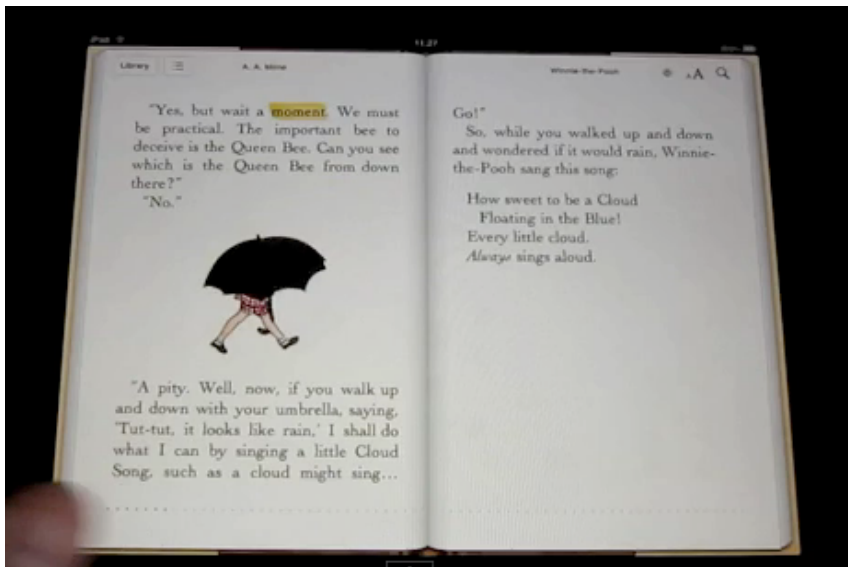 iPad
11:27
Library
A. A. Milne
Winnie-the-Pooh
AA
"Yes, but wait a moment. We must
be practical. The important bee to
deceive is the Queen Bee. Can you see
which is the Queen Bee from down
there?"
"No."
"A pity. Well, now, if you walk up
and down with your umbrella, saying,
'Tut-tut, it looks like rain,' I shall do
what I can by singing a little Cloud
Song, such as a cloud might sing...
Go!"
So, while you walked up and down
and wondered if it would rain, Winnie-
the-Pooh sang this song:
How sweet to be a Cloud
Floating in the Blue!
Every little cloud
Always sings aloud.